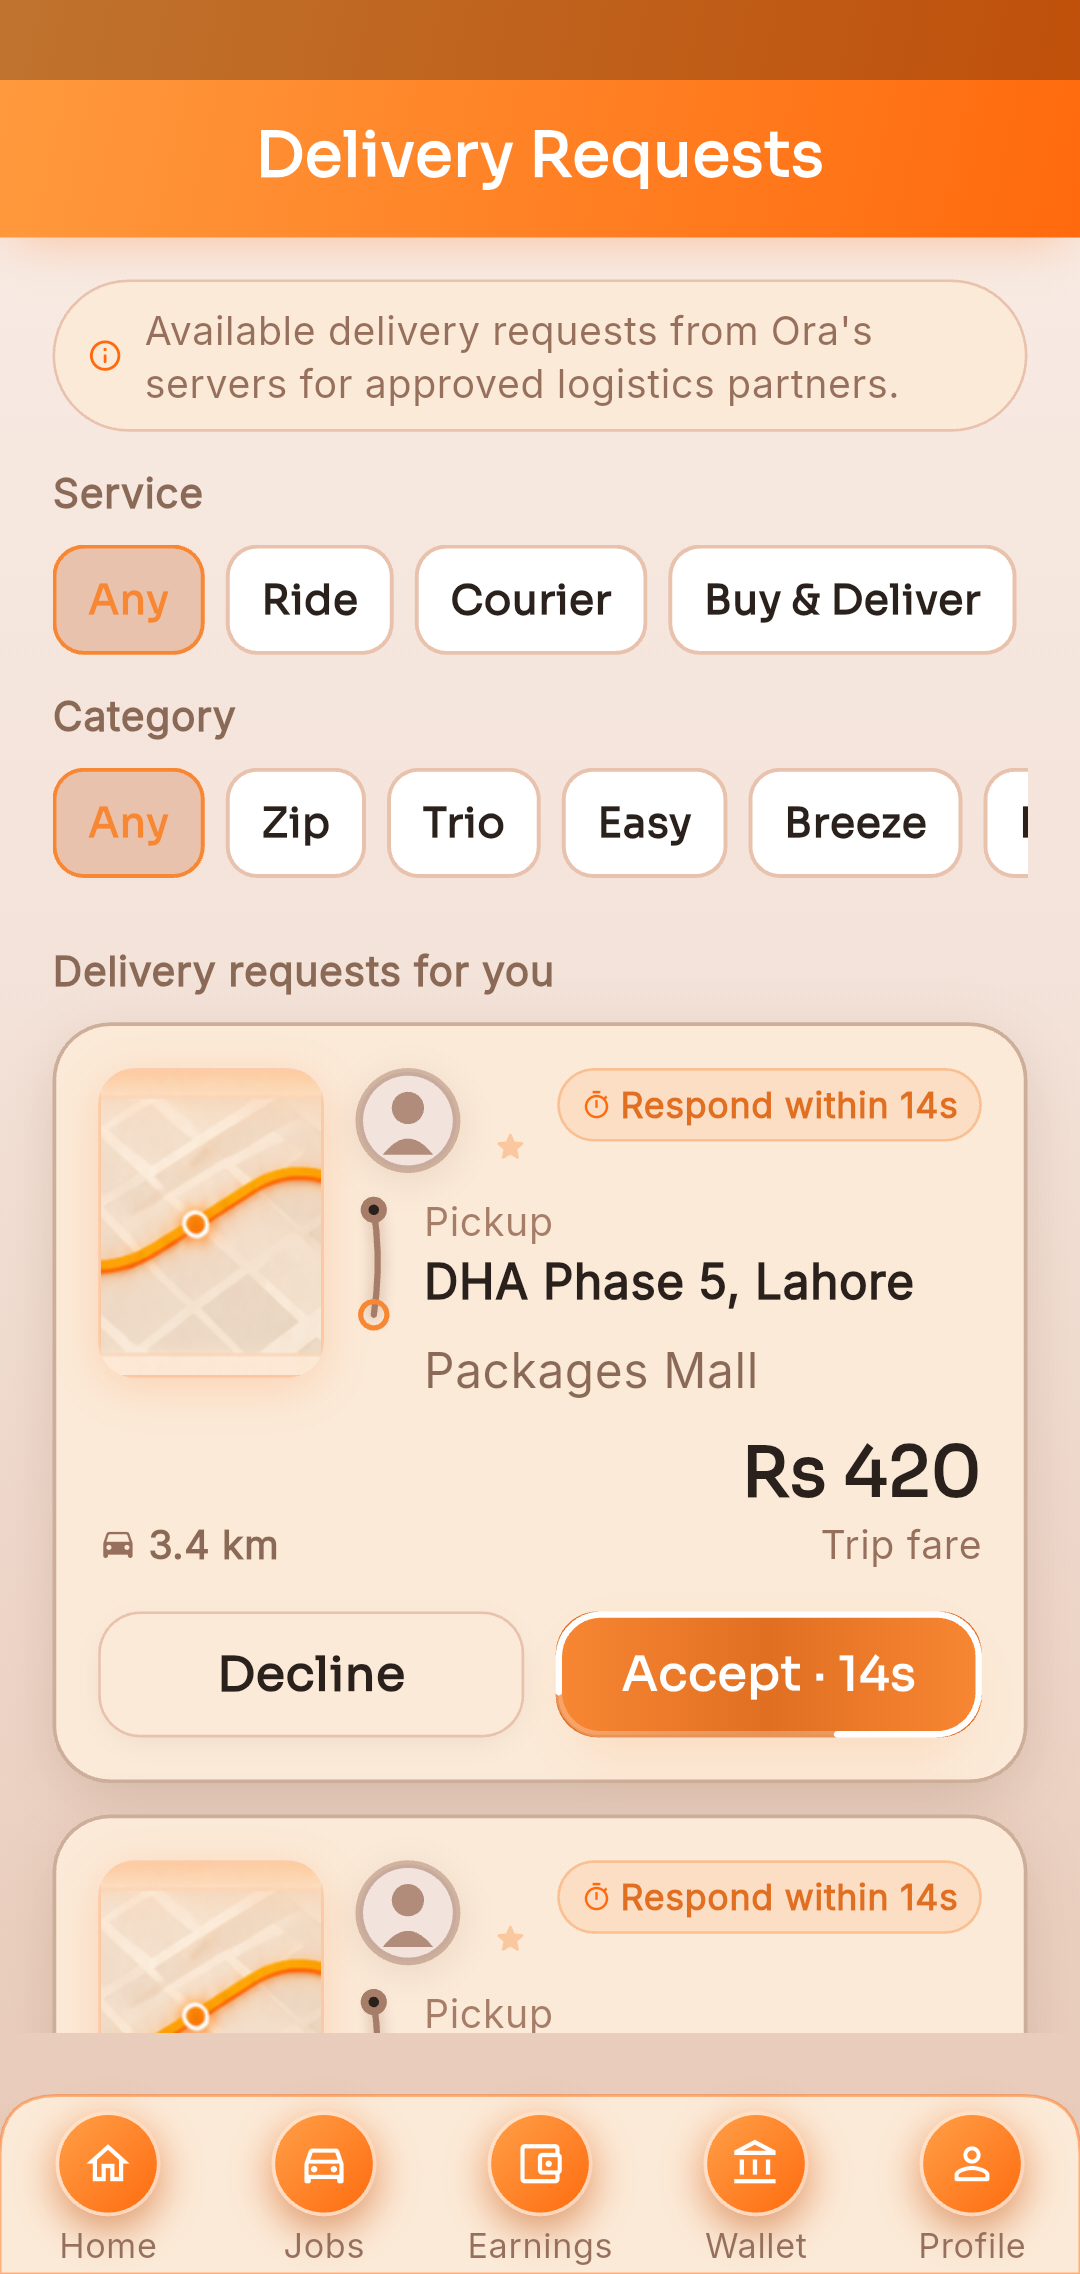 Delivery Requests
Available delivery requests from Ora's
servers for approved logistics partners.
Service
Any Ride Courier Buy & Deliver
Category
Any Zip Trio Easy Breeze
Delivery requests for you
Respond within 14s
Pickup
DHA Phase 5, Lahore
Packages Mall
Rs 420
3.4 km Trip fare
Decline Accept · 14s
Respond within 14s
Pickup
Home Jobs Earnings Wallet Profile